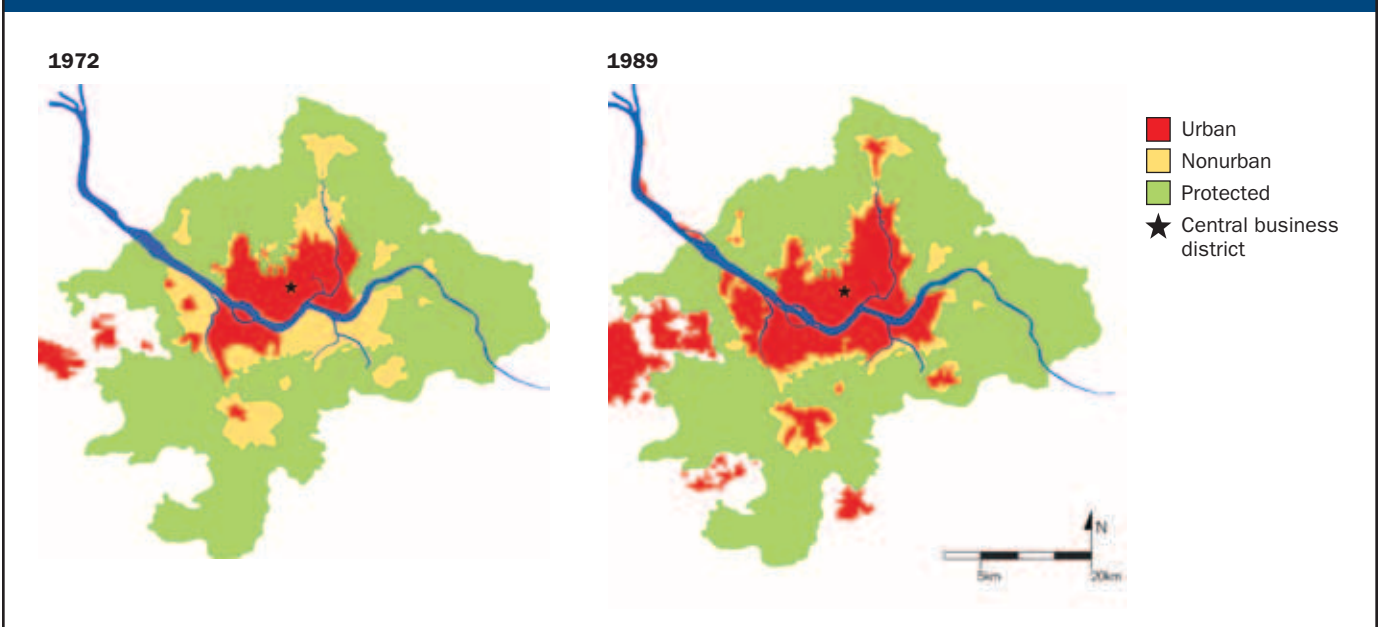 1972
1989
Urban
Nonurban
Protected
Central business
district
N
5km
20km